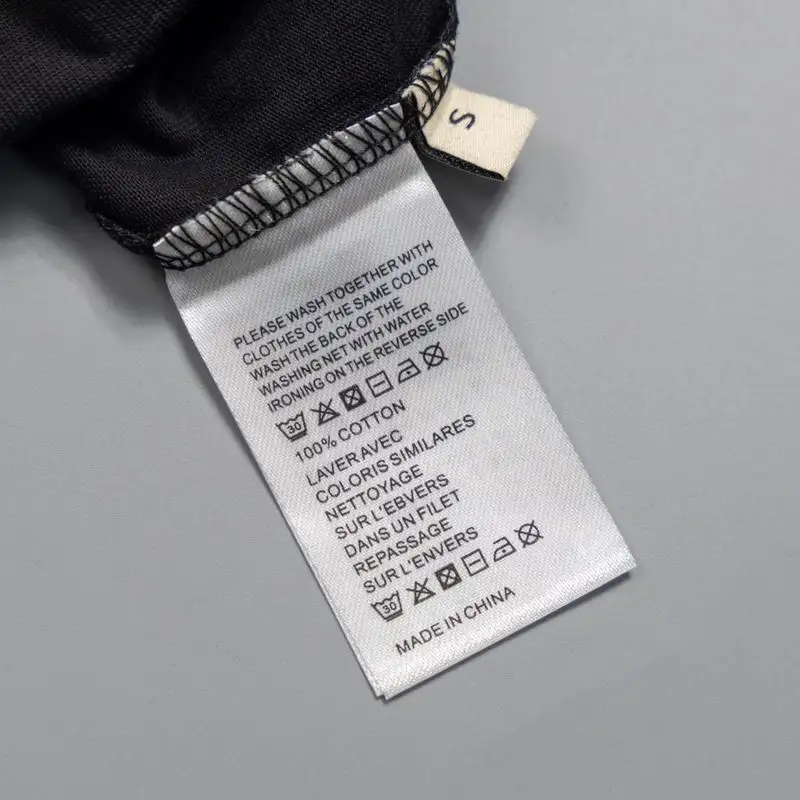 S
PLEASE WASH TOGETHER WITH
CLOTHES OF THE SAME COLOR
WASH THE BACK OF THE
WASHING NET WITH WATER
IRONING ON THE REVERSE SIDE
30
100% COTTON
LAVER AVEC
COLORIS SIMILARES
NETTOYAGE
SUR L'EBVERS
DANS UN FILET
REPASSAGE
SUR L'ENVERS
30
MADE IN CHINA